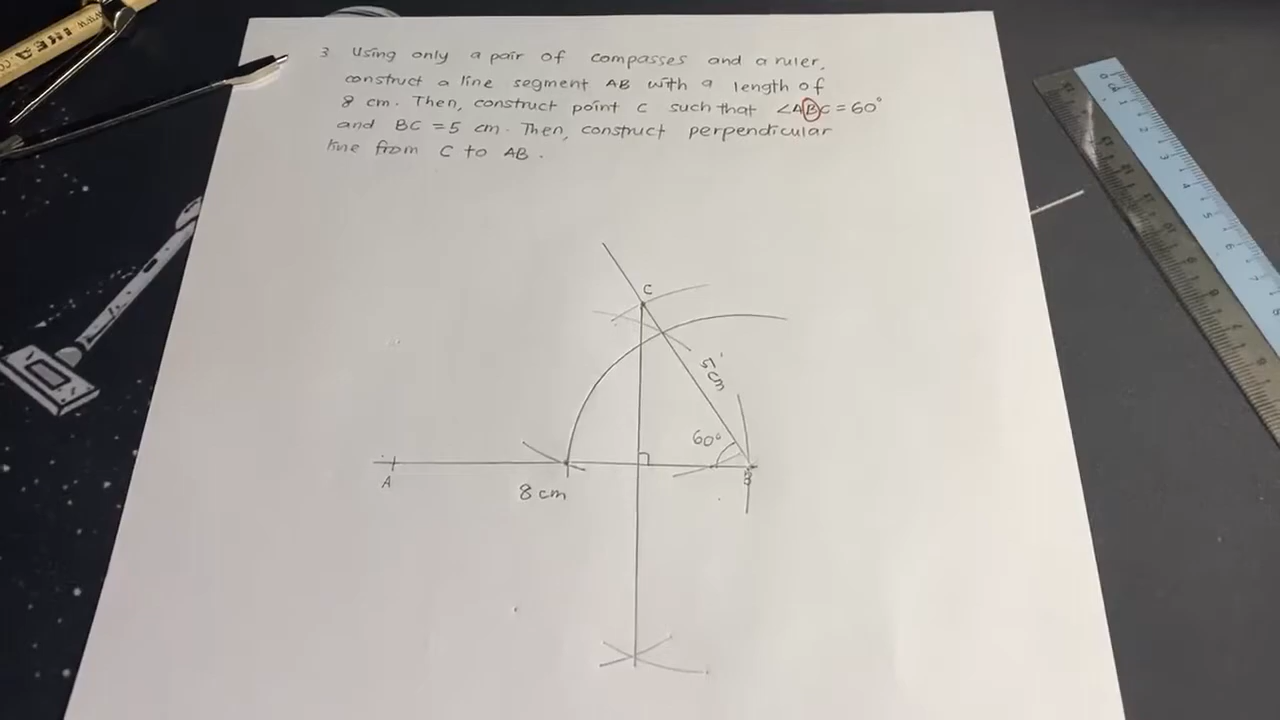 3 Using only a pair of compasses and a ruler,
construct a line segment AB with a length of
8 cm. Then, construct point C such that ∠ABC = 60°
and BC = 5 cm. Then, construct perpendicular
line from C to AB.
C
5 cm
60°
A
B
8 cm